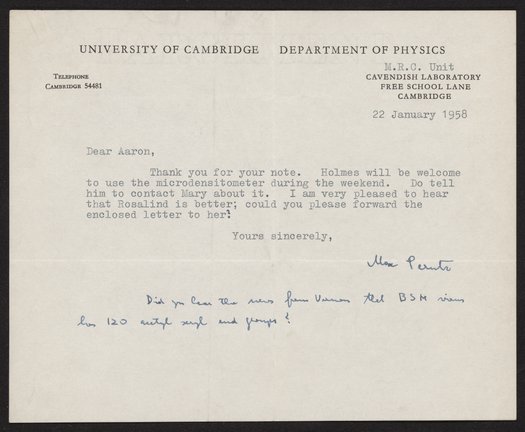 UNIVERSITY OF CAMBRIDGE DEPARTMENT OF PHYSICS
TELEPHONE
CAMBRIDGE 54481
M.R.C. Unit
CAVENDISH LABORATORY
FREE SCHOOL LANE
CAMBRIDGE
22 January 1958
Dear Aaron,
Thank you for your note. Holmes will be welcome
to use the microdensitometer during the weekend. Do tell
him to contact Mary about it. I am very pleased to hear
that Rosalind is better; could you please forward the
enclosed letter to her?
Yours sincerely,
Max Perutz
Did you hear the news from Vernon that BSM virus
has 120 acetyl seryl end groups?